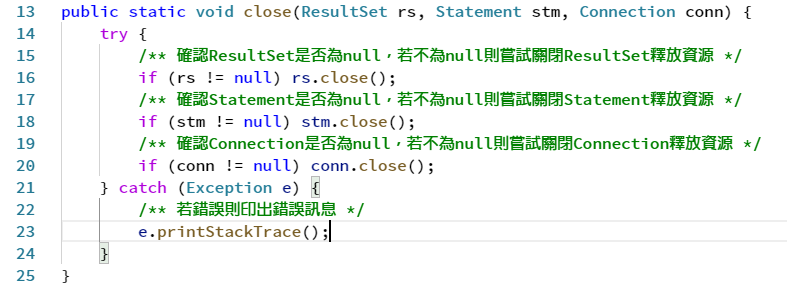 13 public static void close(ResultSet rs, Statement stm, Connection conn) {
14 try {
15 /** 確認ResultSet是否為null，若不為null則嘗試關閉ResultSet釋放資源 */
16 if (rs != null) rs.close();
17 /** 確認Statement是否為null，若不為null則嘗試關閉Statement釋放資源 */
18 if (stm != null) stm.close();
19 /** 確認Connection是否為null，若不為null則嘗試關閉Connection釋放資源 */
20 if (conn != null) conn.close();
21 } catch (Exception e) {
22 /** 若錯誤則印出錯誤訊息 */
23 e.printStackTrace();
24 }
25 }